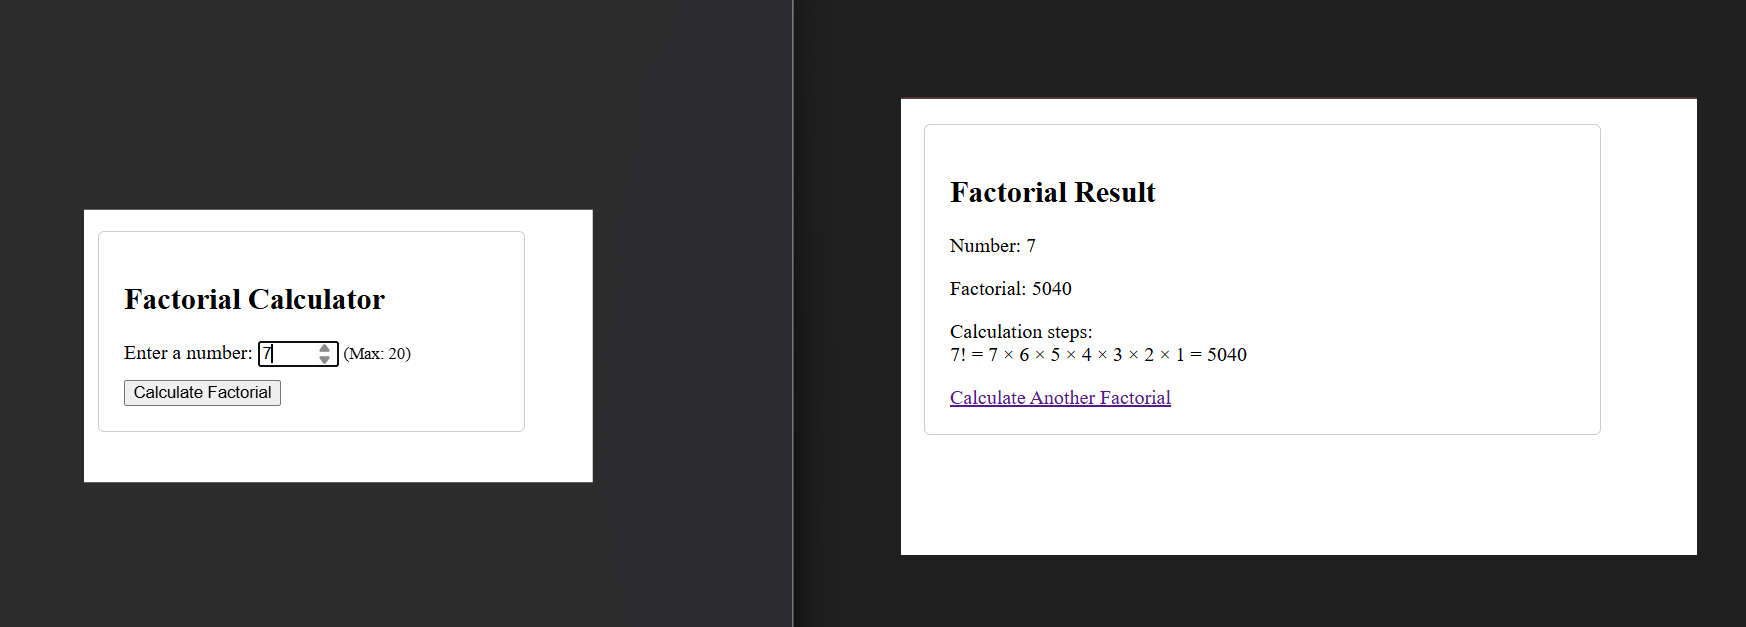 Factorial Calculator
Enter a number: 7 (Max: 20)
Calculate Factorial
Factorial Result
Number: 7
Factorial: 5040
Calculation steps:
7! = 7 × 6 × 5 × 4 × 3 × 2 × 1 = 5040
Calculate Another Factorial